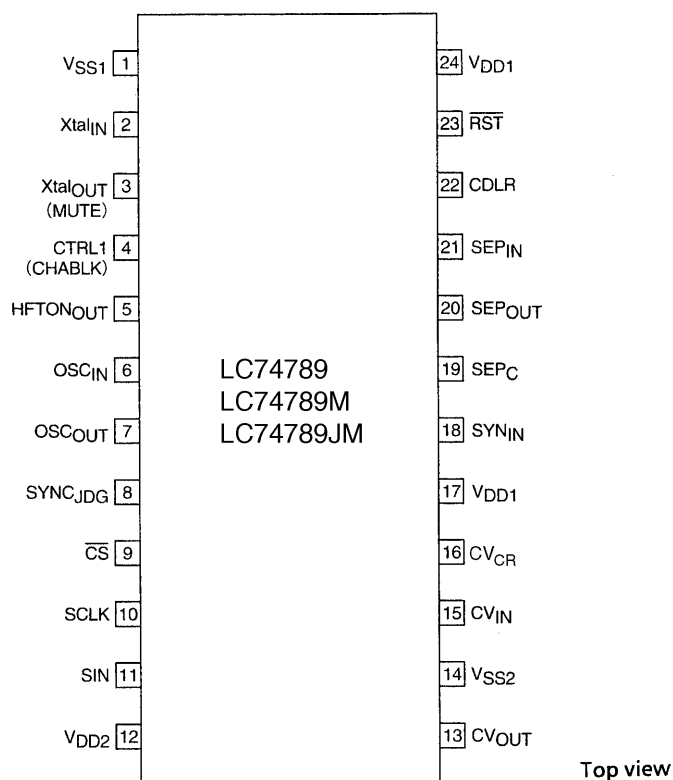 VSS1 1
24 VDD1
XtalIN 2
23 RST
XtalOUT 3
(MUTE)
22 CDLR
CTRL1 4
(CHABLK)
21 SEPIN
HFTONOUT 5
20 SEPOUT
OSCIN 6
19 SEPC
LC74789
LC74789M
LC74789JM
OSCOUT 7
18 SYNIN
SYNCJDG 8
17 VDD1
CS 9
16 CVCR
SCLK 10
15 CVIN
SIN 11
14 VSS2
VDD2 12
13 CVOUT
Top view